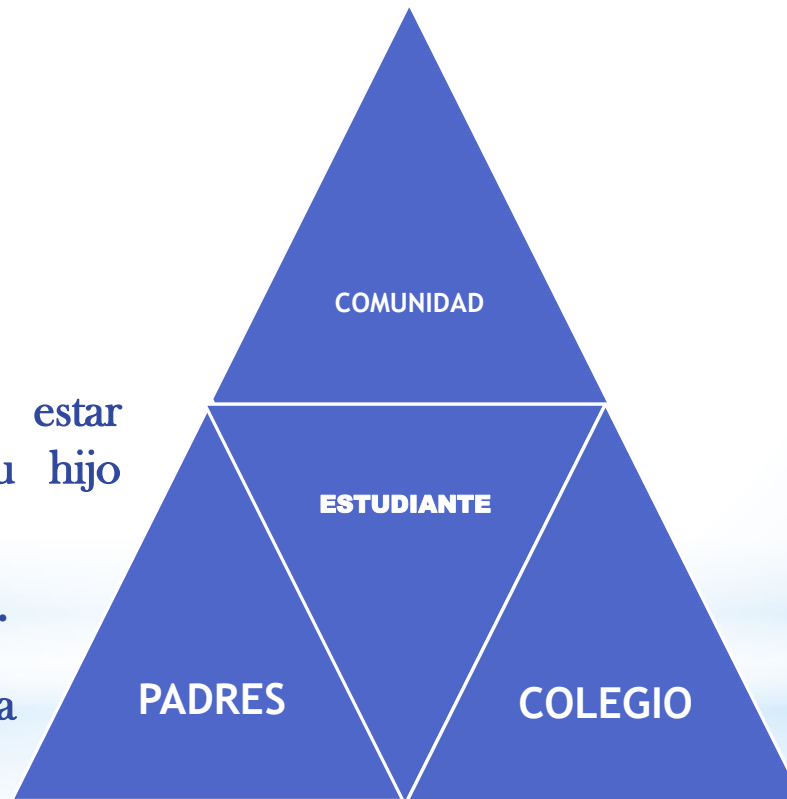 COMUNIDAD
estar
hijo
ESTUDIANTE
.
a
PADRES
COLEGIO